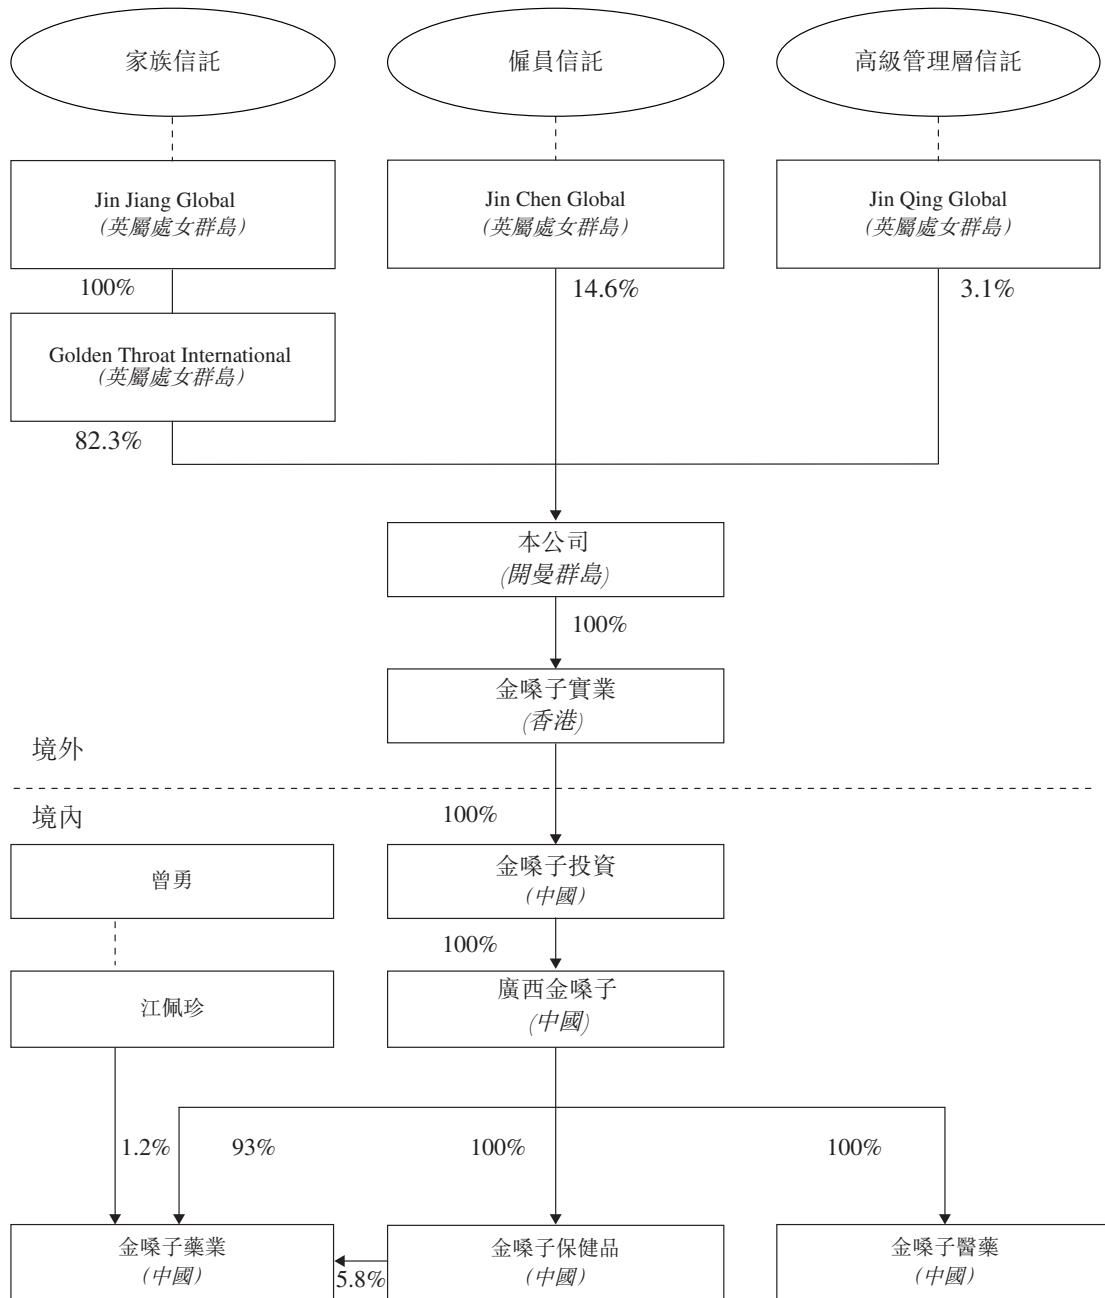 家族信託
僱員信託
高級管理層信託
Jin Jiang Global
（英屬處女群島）
Jin Chen Global
（英屬處女群島）
Jin Qing Global
（英屬處女群島）
100%
14.6%
3.1%
Golden Throat International
（英屬處女群島）
82.3%
本公司
(開曼群島)
100%
金嗓子實業
(香港)
境外
境內
100%
曾勇
金嗓子投資
（中國）
100%
江佩珍
廣西金嗓子
(中國)
1.2%
93%
100%
100%
金嗓子藥業
（中國）
5.8%
金嗓子保健品
（中國）
金嗓子醫藥
（中國）